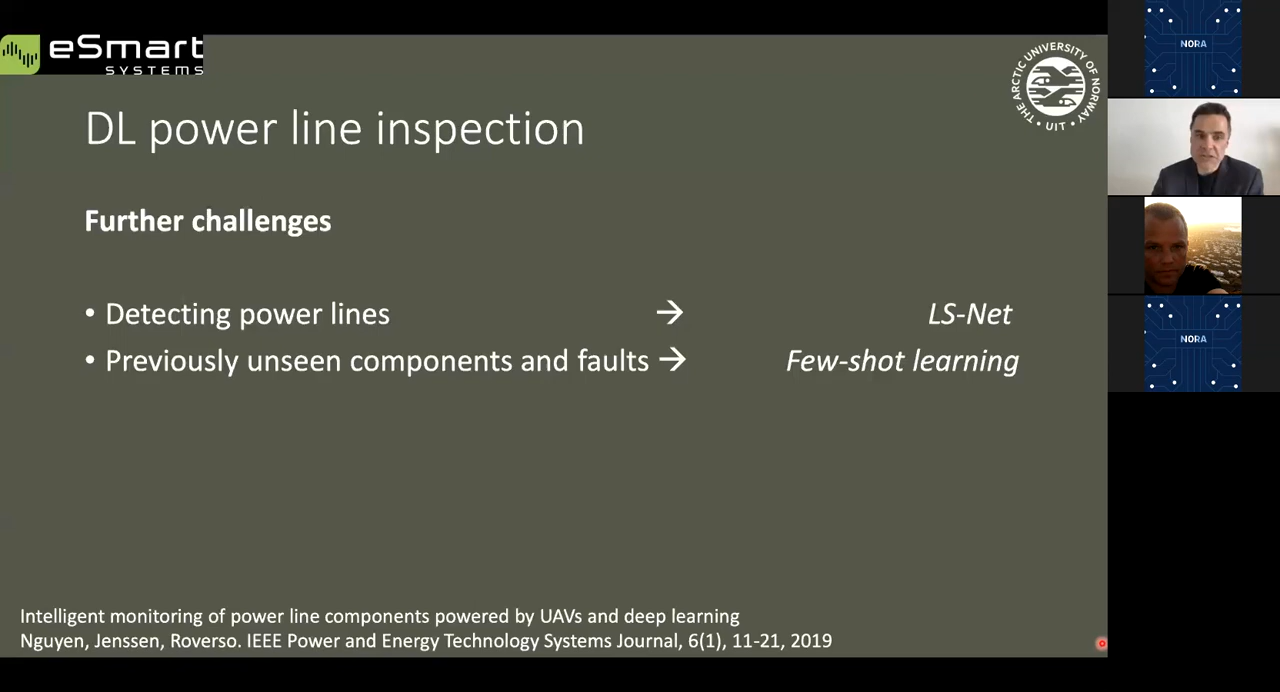 eSmart
SYSTEMS
THE ARCTIC UNIVERSITY OF NORWAY
• UIT •
DL power line inspection
Further challenges
• Detecting power lines → LS-Net
• Previously unseen components and faults → Few-shot learning
Intelligent monitoring of power line components powered by UAVs and deep learning
Nguyen, Jenssen, Roverso. IEEE Power and Energy Technology Systems Journal, 6(1), 11-21, 2019
NORA
NORA